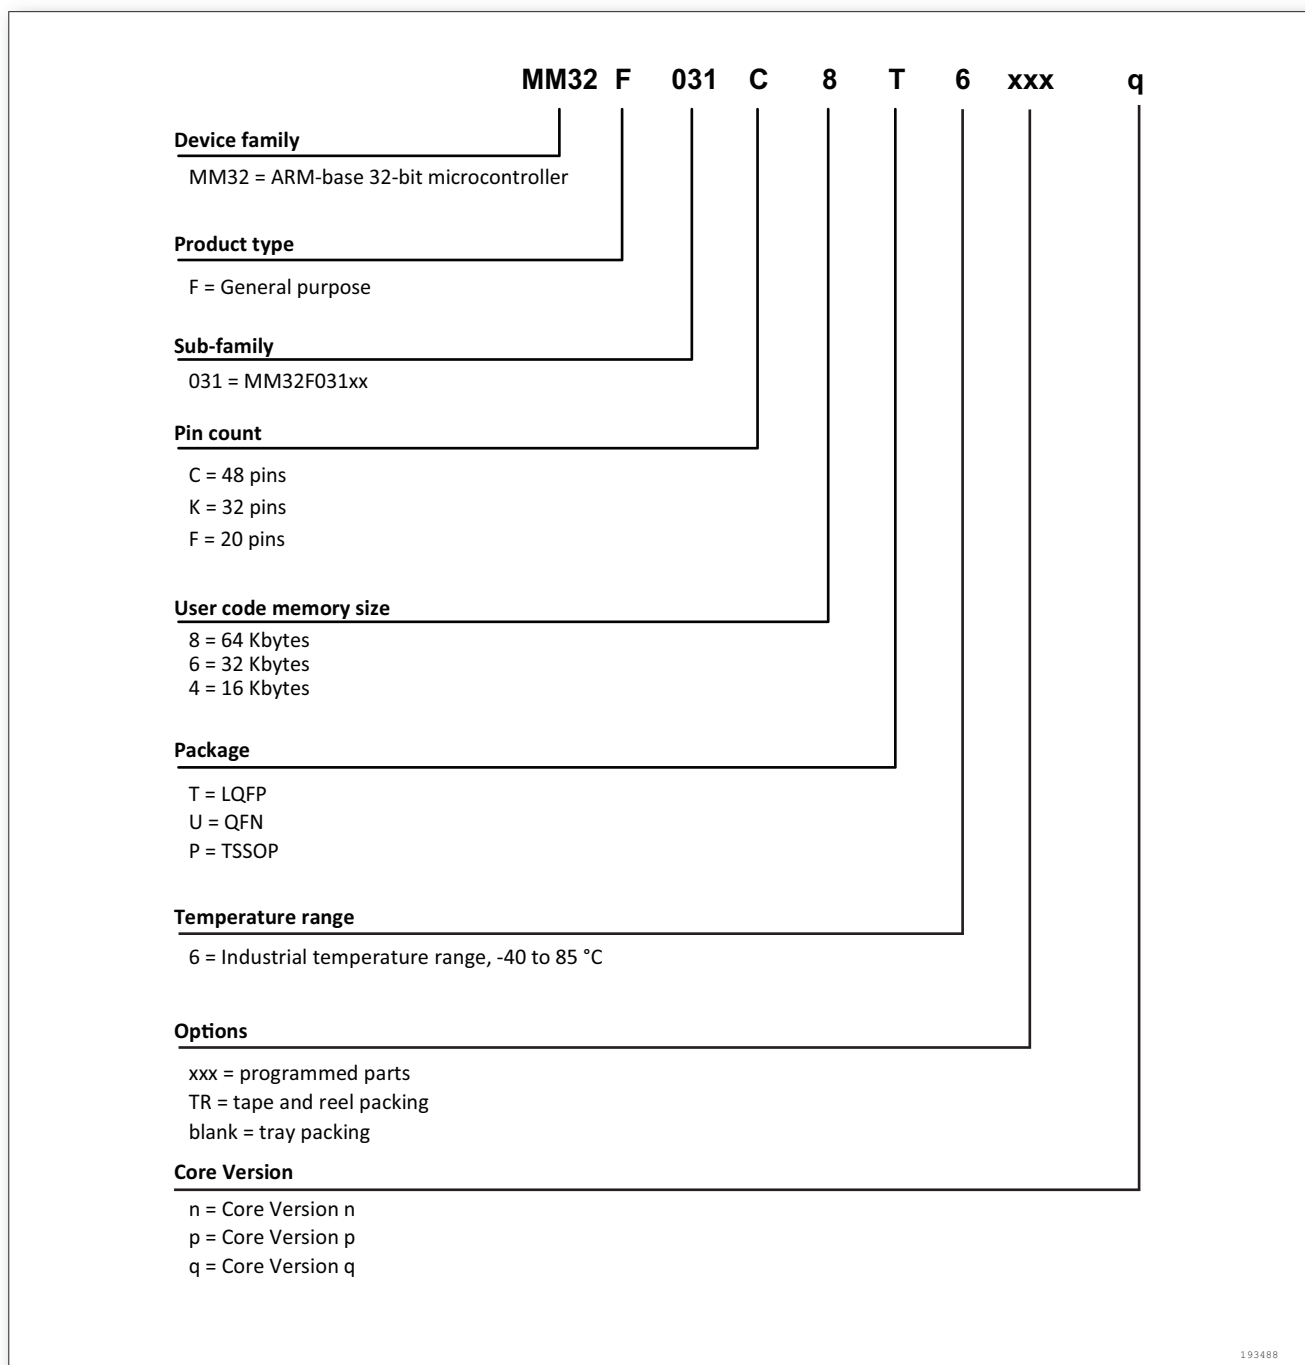 MM32 F 031 C 8 T 6 xxx q
Device family
MM32 = ARM-base 32-bit microcontroller
Product type
F = General purpose
Sub-family
031 = MM32F031xx
Pin count
C = 48 pins
K = 32 pins
F = 20 pins
User code memory size
8 = 64 Kbytes
6 = 32 Kbytes
4 = 16 Kbytes
Package
T = LQFP
U = QFN
P = TSSOP
Temperature range
6 = Industrial temperature range, -40 to 85 °C
Options
xxx = programmed parts
TR = tape and reel packing
blank = tray packing
Core Version
n = Core Version n
p = Core Version p
q = Core Version q
193488